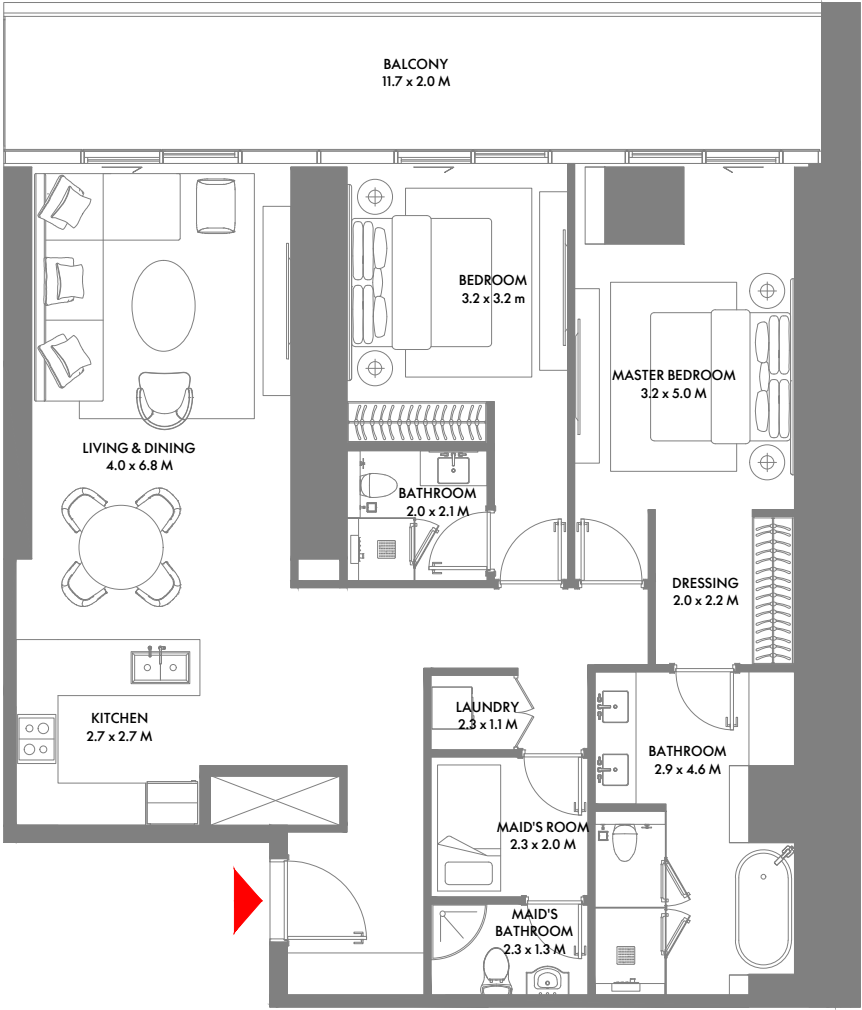 BALCONY
11.7 x 2.0 M
BEDROOM
3.2 x 3.2 m
MASTER BEDROOM
3.2 x 5.0 M
LIVING & DINING
4.0 x 6.8 M
BATHROOM
2.0 x 2.1 M
DRESSING
2.0 x 2.2 M
KITCHEN
2.7 x 2.7 M
LAUNDRY
2.3 x 1.1 M
BATHROOM
2.9 x 4.6 M
MAID'S ROOM
2.3 x 2.0 M
MAID'S
BATHROOM
2.3 x 1.3 M